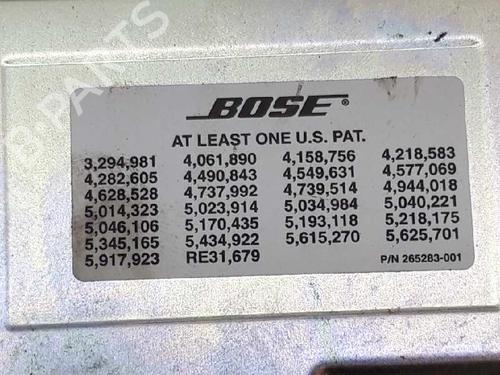 BOSE®
AT LEAST ONE U.S. PAT.
3,294,981 4,061,890 4,158,756 4,218,583
4,282,605 4,490,843 4,549,631 4,577,069
4,628,528 4,737,992 4,739,514 4,944,018
5,014,323 5,023,914 5,034,984 5,040,221
5,046,106 5,170,435 5,193,118 5,218,175
5,345,165 5,434,922 5,615,270 5,625,701
5,917,923 RE31,679 P/N 265283-001
B-PARTS